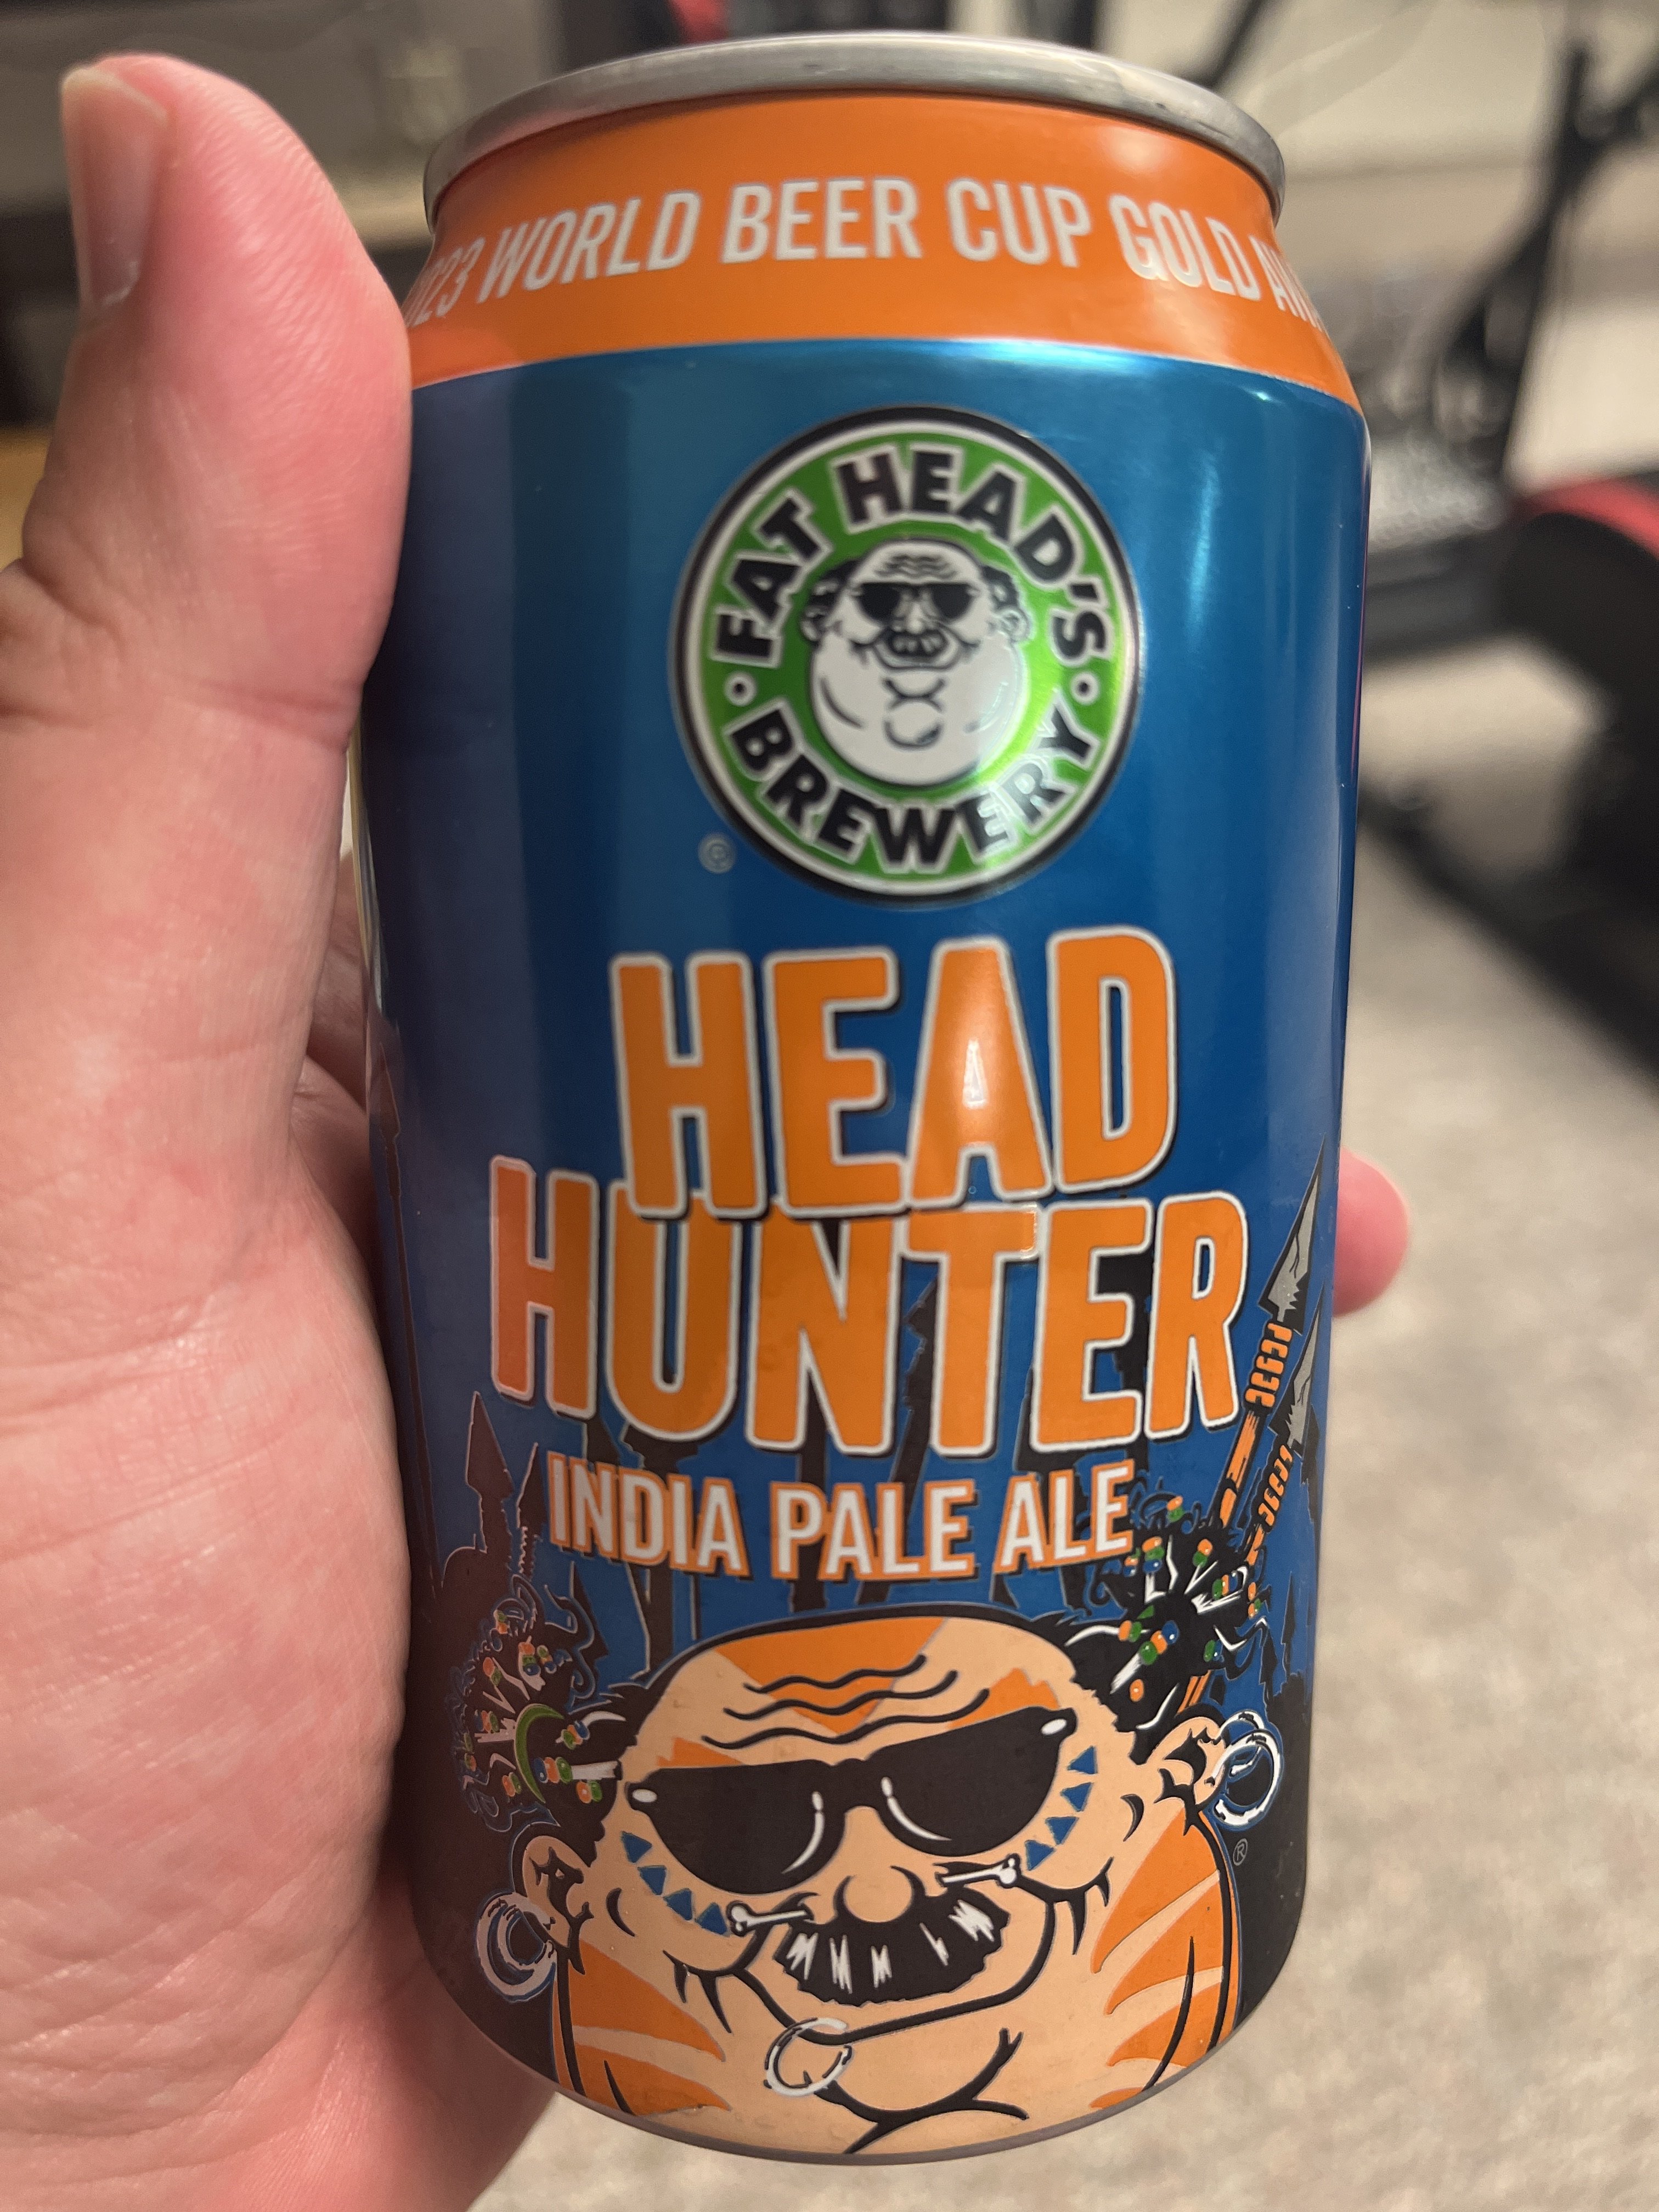 WORLD BEER CUP GOLD
FAT HEAD'S
BREWERY
®
HEAD
HUNTER
INDIA PALE ALE
®